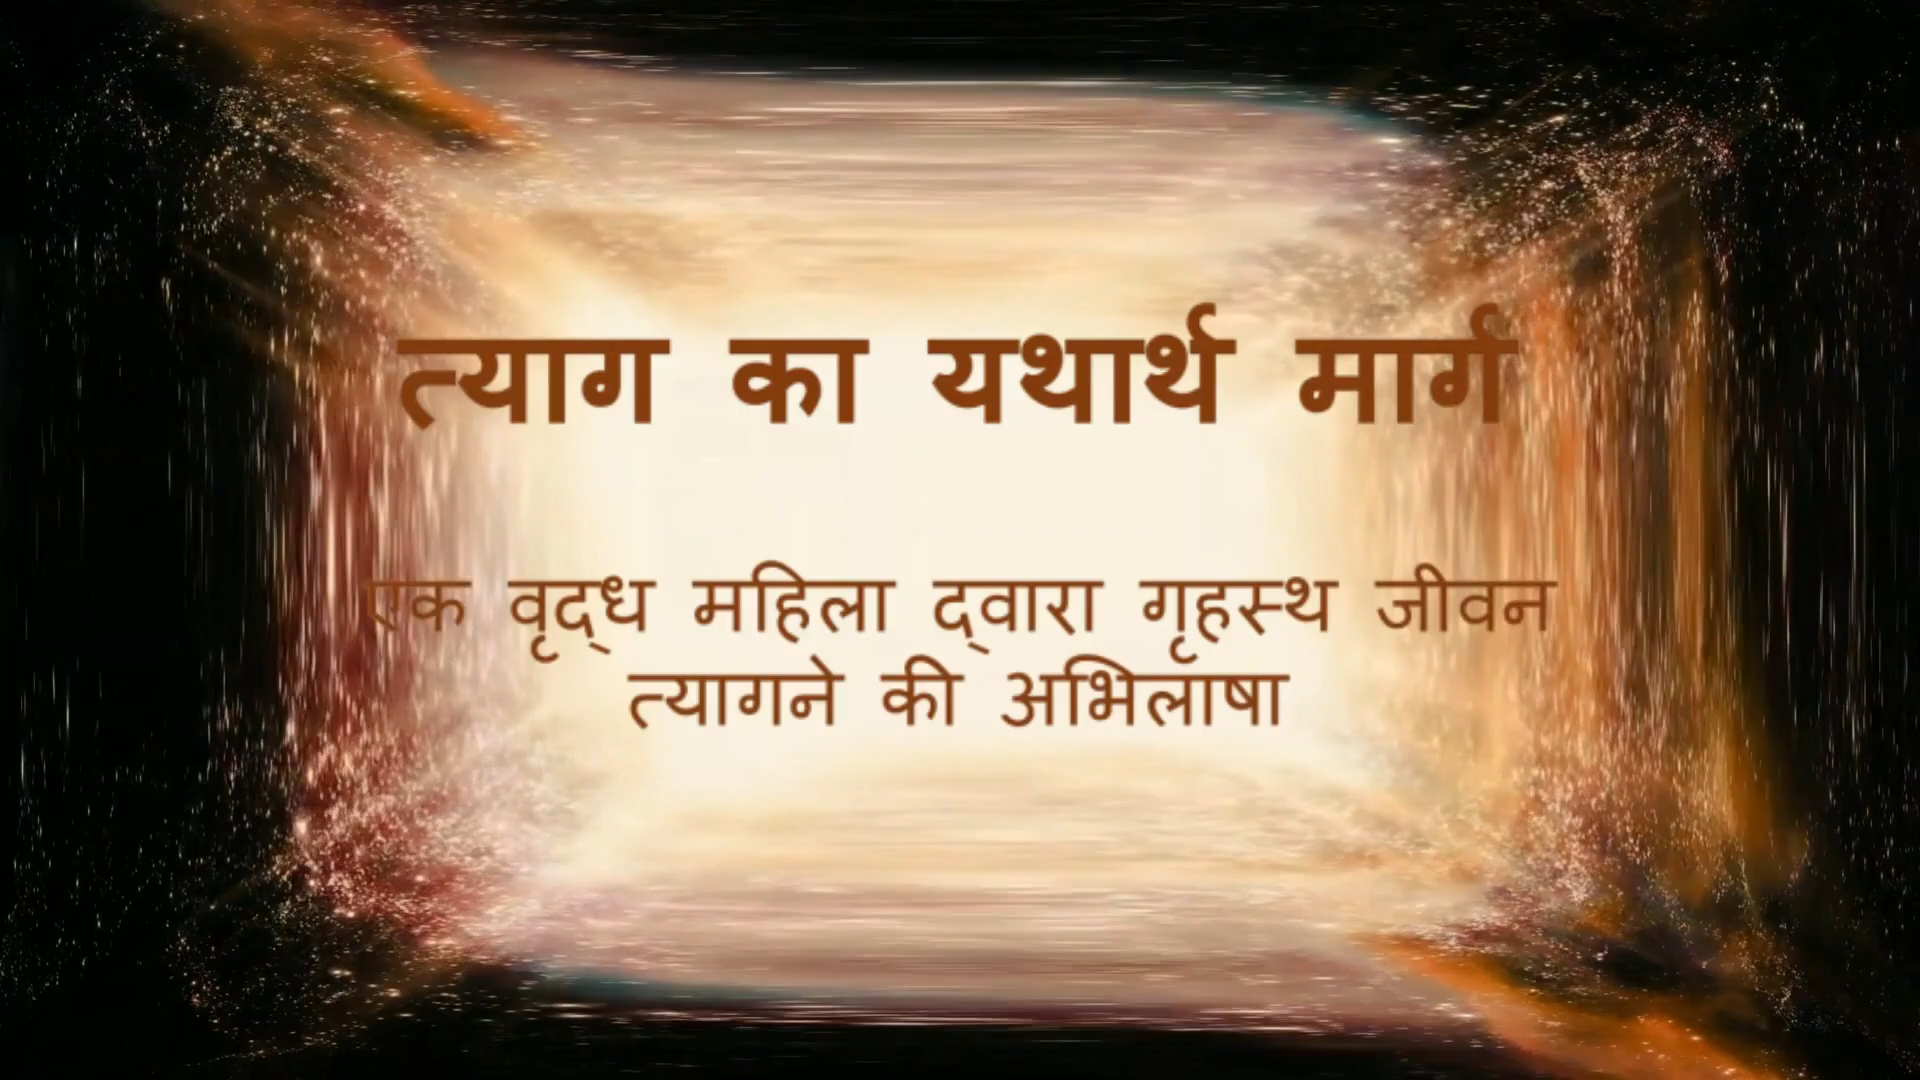 त्याग का यथार्थ मार्ग
एक वृद्ध महिला द्वारा गृहस्थ जीवन
त्यागने की अभिलाषा